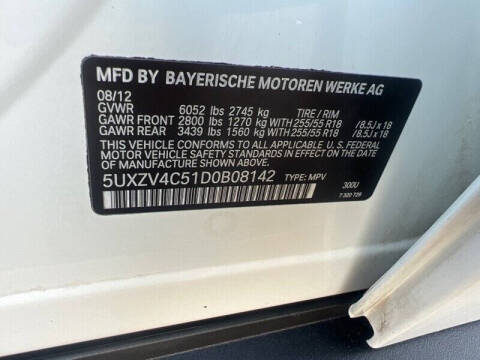 MFD BY BAYERISCHE MOTOREN WERKE AG
08/12
GVWR 6052 lbs 2745 kg TIRE / RIM
GAWR FRONT 2800 lbs 1270 kg WITH 255/55 R18 / 8.5J x 18
GAWR REAR 3439 lbs 1560 kg WITH 255/55 R18 / 8.5J x 18
THIS VEHICLE CONFORMS TO ALL APPLICABLE U.S. FEDERAL
SAFETY STANDARDS IN EFFECT ON THE DATE
OF MANUFACTURE SHOWN ABOVE.
5UXZV4C51D0B08142 TYPE: MPV 300U
7 320 729